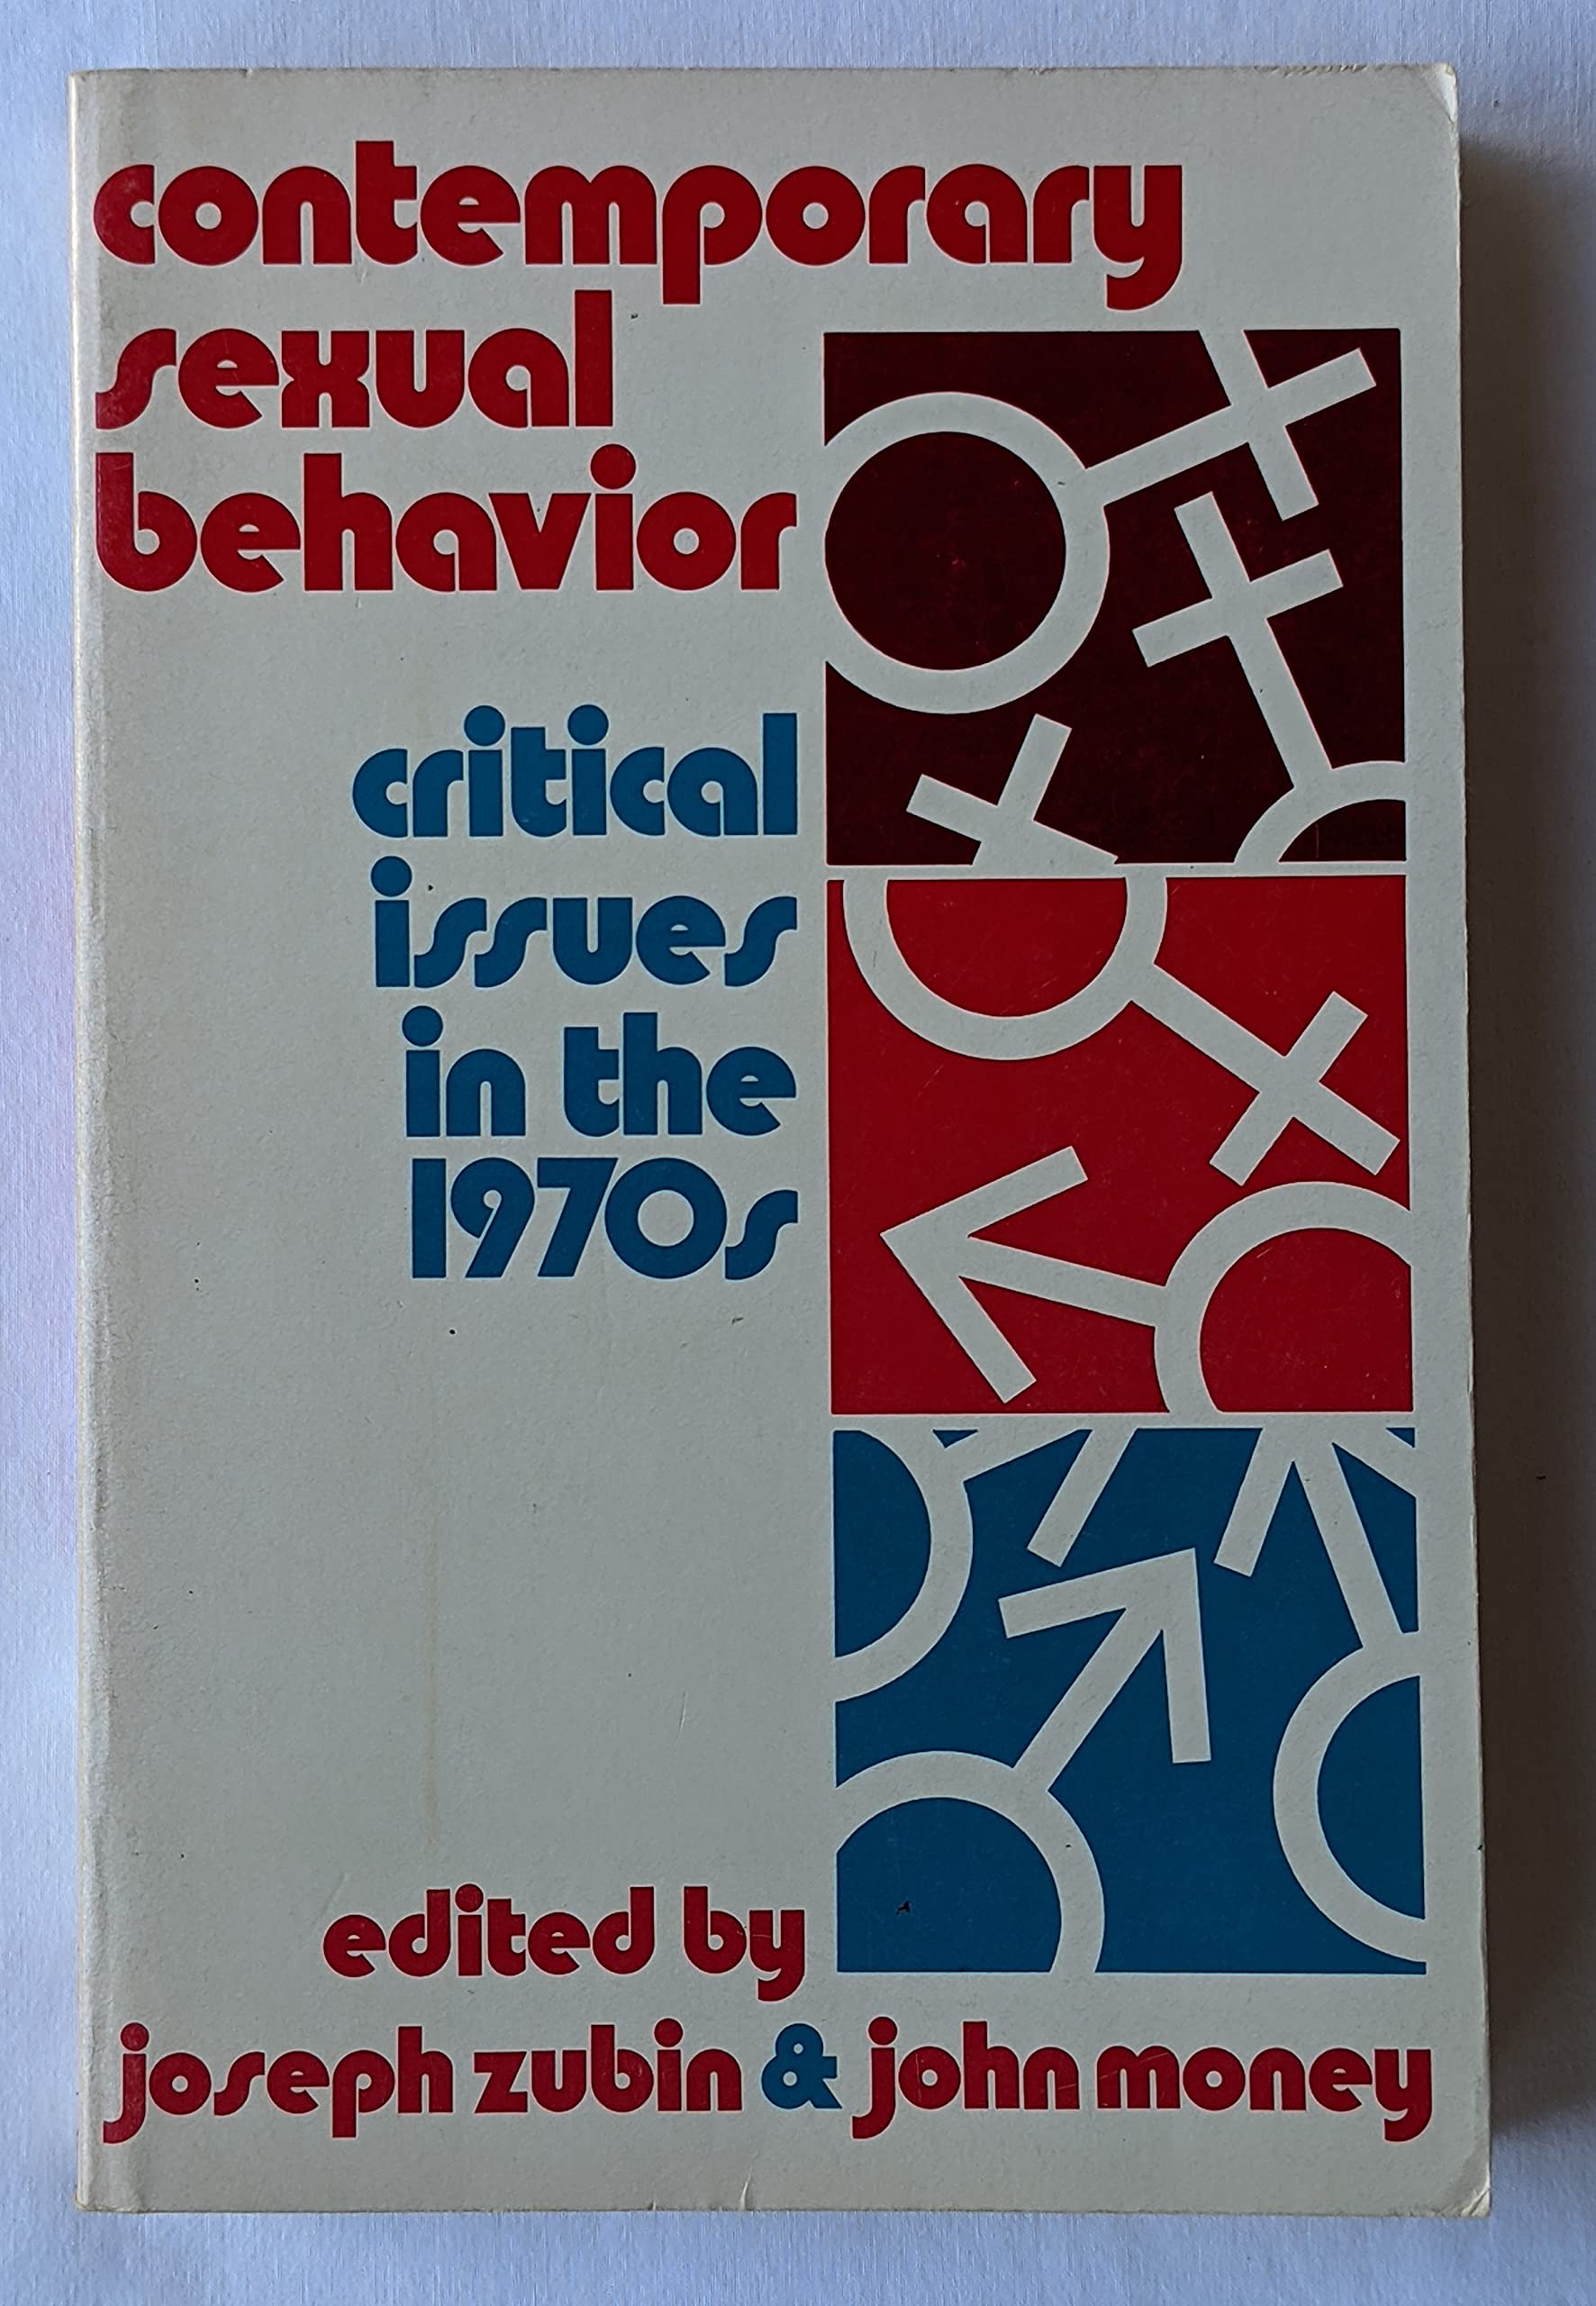 contemporary
sexual
behavior
critical
issues
in the
1970s
edited by
joseph zubin & john money